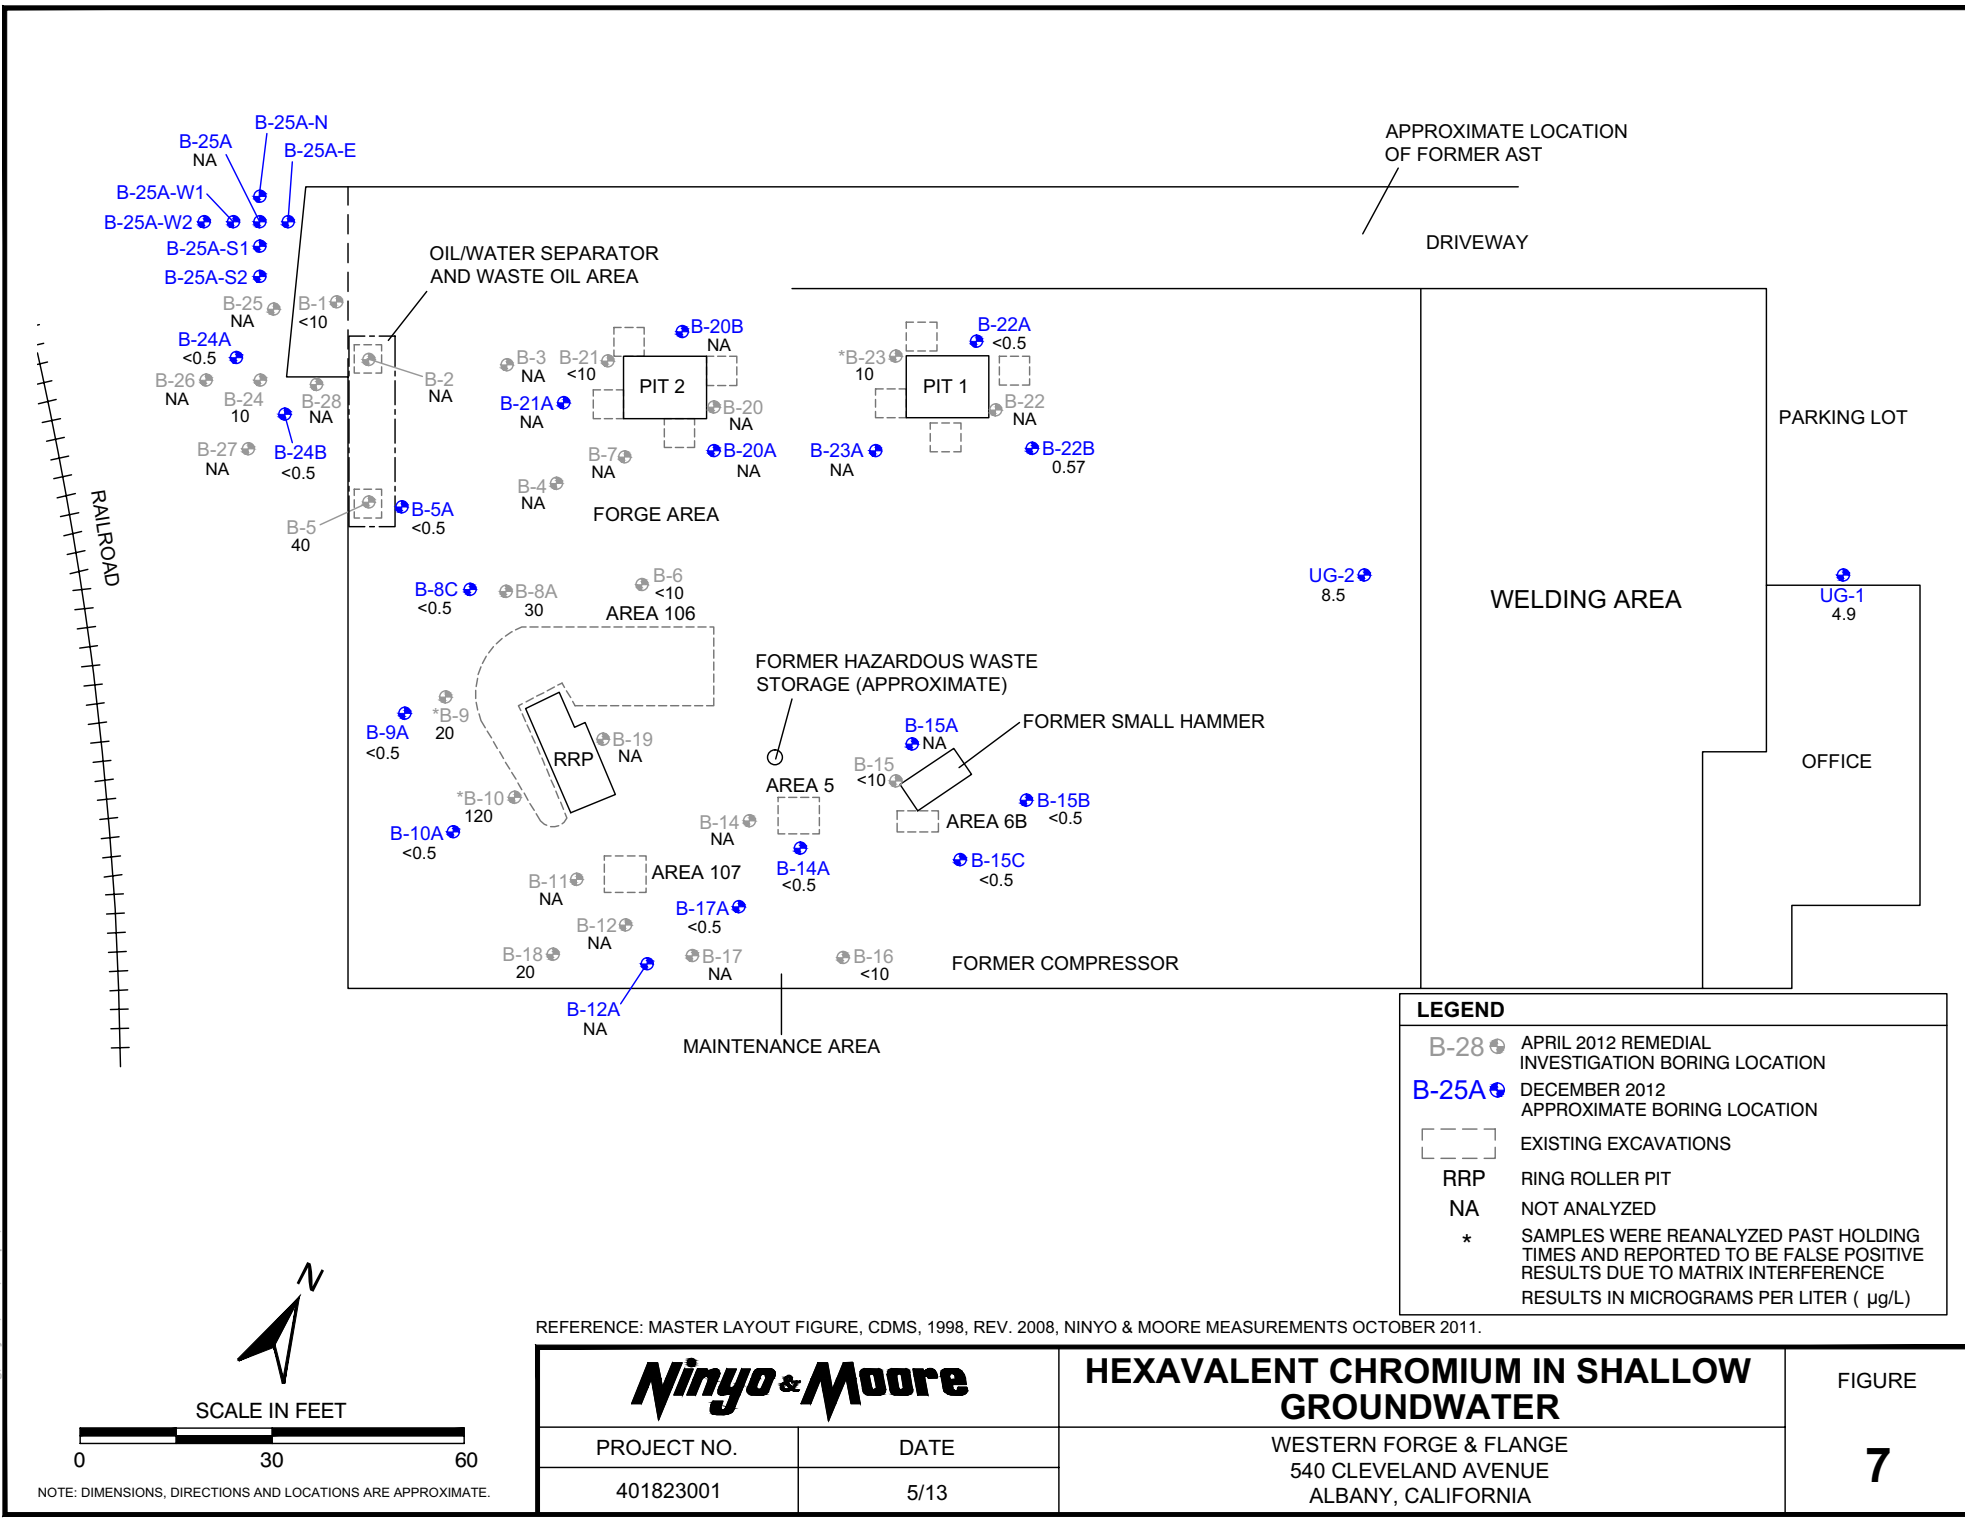 B-25A-N
B-25A
NA
B-25A-E
B-25A-W1
B-25A-W2
B-25A-S1
B-25A-S2
B-25
NA
B-1
<10
B-24A
<0.5
B-26
NA
B-24
10
B-28
NA
B-27
NA
B-24B
<0.5
RAILROAD
OIL/WATER SEPARATOR
AND WASTE OIL AREA
B-2
NA
B-5
40
B-5A
<0.5
B-3
NA
B-21
<10
B-21A
NA
B-20B
NA
PIT 2
B-20
NA
B-20A
NA
B-7
NA
B-4
NA
FORGE AREA
*B-23
10
B-22A
<0.5
PIT 1
B-22
NA
B-23A
NA
B-22B
0.57
APPROXIMATE LOCATION
OF FORMER AST
DRIVEWAY
PARKING LOT
B-8C
<0.5
B-8A
30
B-6
<10
AREA 106
UG-2
8.5
WELDING AREA
UG-1
4.9
OFFICE
*B-9
20
B-9A
<0.5
RRP
B-19
NA
*B-10
120
B-10A
<0.5
FORMER HAZARDOUS WASTE
STORAGE (APPROXIMATE)
AREA 5
B-14
NA
B-14A
<0.5
B-15A
NA
B-15
<10
FORMER SMALL HAMMER
AREA 6B
B-15B
<0.5
B-15C
<0.5
B-11
NA
AREA 107
B-12
NA
B-17A
<0.5
B-18
20
B-17
NA
B-16
<10
FORMER COMPRESSOR
B-12A
NA
MAINTENANCE AREA
LEGEND
B-28 APRIL 2012 REMEDIAL
INVESTIGATION BORING LOCATION
B-25A DECEMBER 2012
APPROXIMATE BORING LOCATION
EXISTING EXCAVATIONS
RRP RING ROLLER PIT
NA NOT ANALYZED
* SAMPLES WERE REANALYZED PAST HOLDING
TIMES AND REPORTED TO BE FALSE POSITIVE
RESULTS DUE TO MATRIX INTERFERENCE
RESULTS IN MICROGRAMS PER LITER ( µg/L)
N
SCALE IN FEET
0 30 60
NOTE: DIMENSIONS, DIRECTIONS AND LOCATIONS ARE APPROXIMATE.
REFERENCE: MASTER LAYOUT FIGURE, CDMS, 1998, REV. 2008, NINYO & MOORE MEASUREMENTS OCTOBER 2011.
Ninyo & Moore
PROJECT NO.
401823001
DATE
5/13
HEXAVALENT CHROMIUM IN SHALLOW
GROUNDWATER
WESTERN FORGE & FLANGE
540 CLEVELAND AVENUE
ALBANY, CALIFORNIA
FIGURE
7